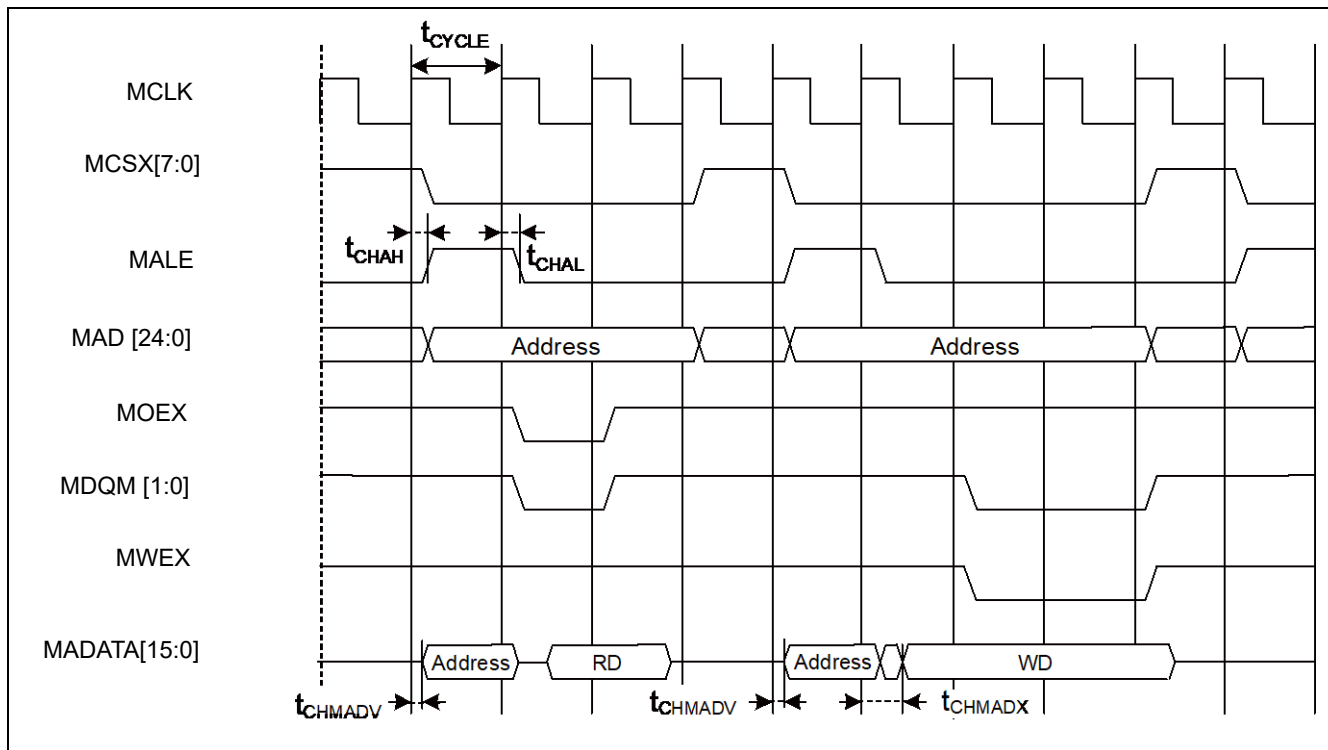 tCYCLE
MCLK
MCSX[7:0]
MALE
tCHAH
tCHAL
MAD [24:0]
Address
Address
MOEX
MDQM [1:0]
MWEX
MADATA[15:0]
Address
RD
Address
WD
tCHMADV
tCHMADV
tCHMADX